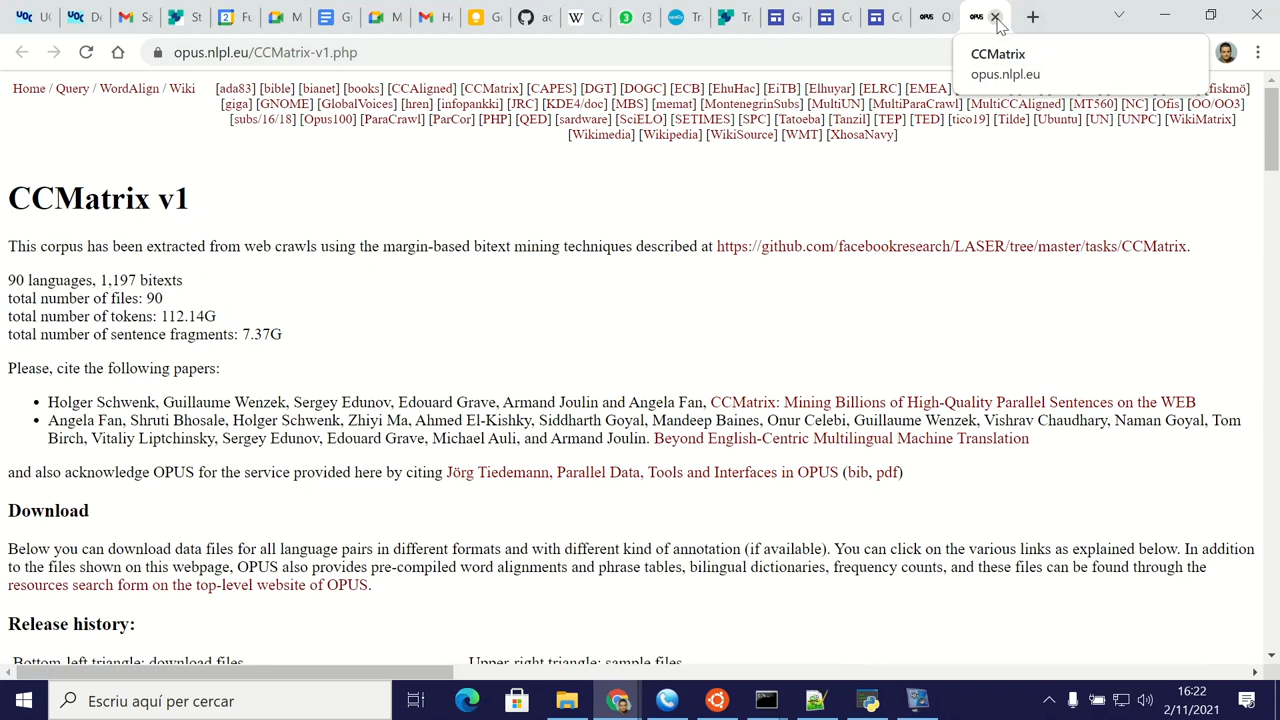 opus.nlpl.eu/CCMatrix-v1.php
CCMatrix
opus.nlpl.eu
Home / Query / WordAlign / Wiki
[ada83] [bible] [bianet] [books] [CCAligned] [CCMatrix] [CAPES] [DGT] [DOGC] [ECB] [EhuHac] [EiTB] [Elhuyar] [ELRC] [EMEA] fiskmö]
[giga] [GNOME] [GlobalVoices] [hren] [infopankki] [JRC] [KDE4/doc] [MBS] [memat] [MontenegrinSubs] [MultiUN] [MultiParaCrawl] [MultiCCAligned] [MT560] [NC] [Ofis] [OO/OO3]
[subs/16/18] [Opus100] [ParaCrawl] [ParCor] [PHP] [QED] [sardware] [SciELO] [SETIMES] [SPC] [Tatoeba] [Tanzil] [TEP] [TED] [tico19] [Tilde] [Ubuntu] [UN] [UNPC] [WikiMatrix]
[Wikimedia] [Wikipedia] [WikiSource] [WMT] [XhosaNavy]
CCMatrix v1
This corpus has been extracted from web crawls using the margin-based bitext mining techniques described at https://github.com/facebookresearch/LASER/tree/master/tasks/CCMatrix.
90 languages, 1,197 bitexts
total number of files: 90
total number of tokens: 112.14G
total number of sentence fragments: 7.37G
Please, cite the following papers:
Holger Schwenk, Guillaume Wenzek, Sergey Edunov, Edouard Grave, Armand Joulin and Angela Fan, CCMatrix: Mining Billions of High-Quality Parallel Sentences on the WEB
Angela Fan, Shruti Bhosale, Holger Schwenk, Zhiyi Ma, Ahmed El-Kishky, Siddharth Goyal, Mandeep Baines, Onur Celebi, Guillaume Wenzek, Vishrav Chaudhary, Naman Goyal, Tom
Birch, Vitaliy Liptchinsky, Sergey Edunov, Edouard Grave, Michael Auli, and Armand Joulin. Beyond English-Centric Multilingual Machine Translation
and also acknowledge OPUS for the service provided here by citing Jörg Tiedemann, Parallel Data, Tools and Interfaces in OPUS (bib, pdf)
Download
Below you can download data files for all language pairs in different formats and with different kind of annotation (if available). You can click on the various links as explained below. In addition
to the files shown on this webpage, OPUS also provides pre-compiled word alignments and phrase tables, bilingual dictionaries, frequency counts, and these files can be found through the
resources search form on the top-level website of OPUS.
Release history:
Bottom-left triangle: download files
Upper-right triangle: sample files
Escriu aquí per cercar
16:22
2/11/2021